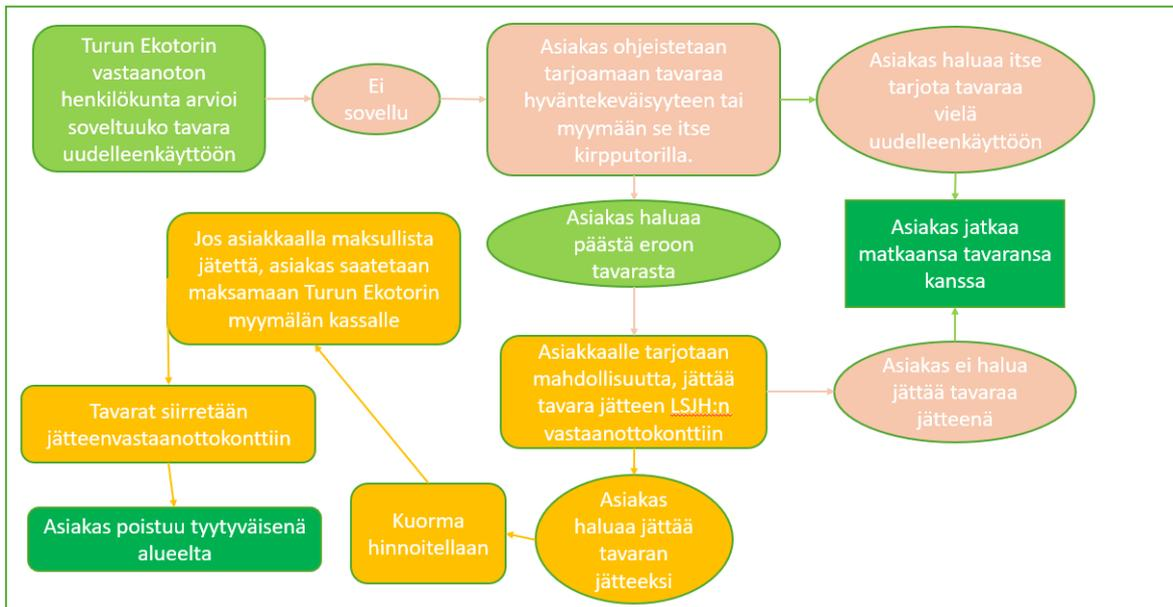 Turun Ekotorin
vastaanoton
henkilökunta arvioi
soveltuuko tavara
uudelleenkäyttöön
Ei
sovellu
Asiakas ohjeistetaan
tarjoamaan tavaraa
hyväntekeväisyyteen tai
myymään se itse
kirpputorilla.
Asiakas haluaa itse
tarjota tavaraa
vielä
uudelleenkäyttöön
Asiakas haluaa
päästä eroon
tavarasta
Asiakas jatkaa
matkaansa tavaransa
kanssa
Asiakkaalle tarjotaan
mahdollisuutta, jättää
tavara jätteen LSJH:n
vastaanottokonttiin
Asiakas ei halua
jättää tavaraa
jätteenä
Asiakas
haluaa jättää
tavaran
jätteeksi
Kuorma
hinnoitellaan
Jos asiakkaalla maksullista
jätettä, asiakas saatetaan
maksamaan Turun Ekotorin
myymälän kassalle
Tavarat siirretään
jätteenvastaanottokonttiin
Asiakas poistuu tyytyväisenä
alueelta